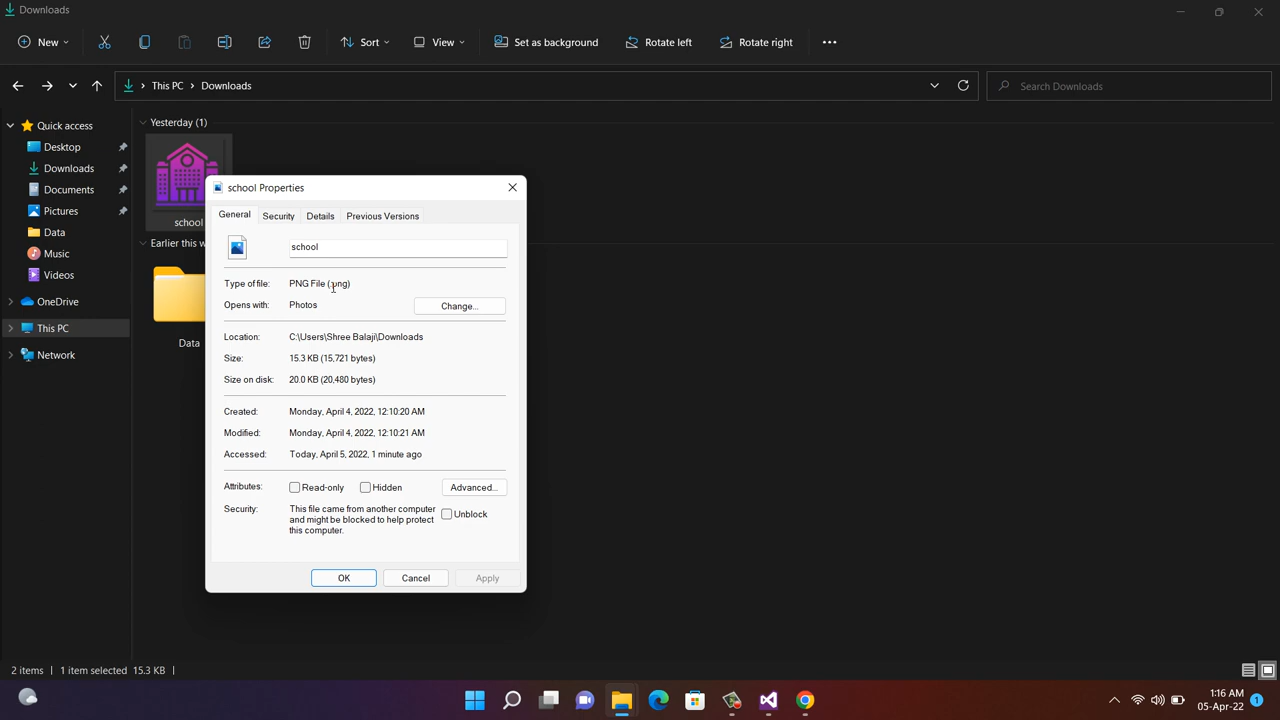 Downloads
New
Sort
View
Set as background
Rotate left
Rotate right
This PC
Downloads
Search Downloads
Quick access
Desktop
Downloads
Documents
Pictures
Data
Music
Videos
OneDrive
This PC
Network
Yesterday (1)
school
Earlier this w
Data
school Properties
General
Security
Details
Previous Versions
school
Type of file: PNG File (.png)
Opens with: Photos
Change...
Location: C:\Users\Shree Balaji\Downloads
Size: 15.3 KB (15,721 bytes)
Size on disk: 20.0 KB (20,480 bytes)
Created: Monday, April 4, 2022, 12:10:20 AM
Modified: Monday, April 4, 2022, 12:10:21 AM
Accessed: Today, April 5, 2022, 1 minute ago
Attributes: Read-only Hidden Advanced...
Security: This file came from another computer
and might be blocked to help protect
this computer.
Unblock
OK
Cancel
Apply
2 items
1 item selected 15.3 KB
1:16 AM
05-Apr-22
1